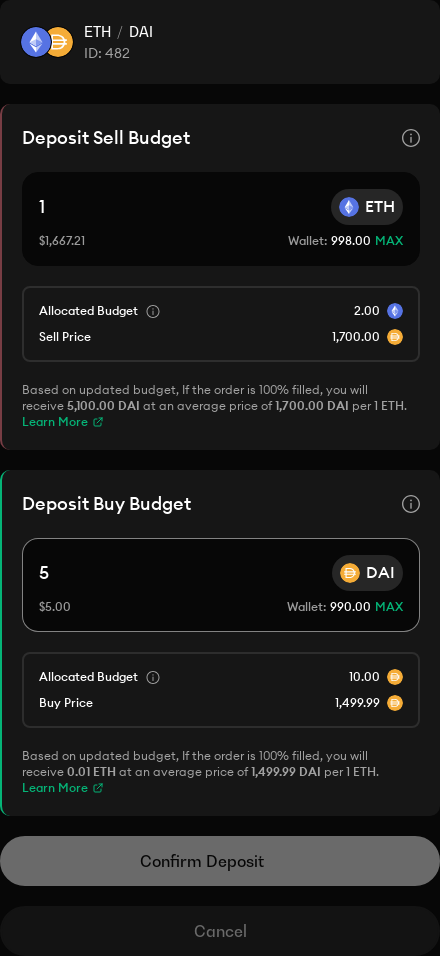 ETH / DAI
ID: 482
Deposit Sell Budget
1 ETH
$1,667.21 Wallet: 998.00 MAX
Allocated Budget 2.00
Sell Price 1,700.00
Based on updated budget, If the order is 100% filled, you will
receive 5,100.00 DAI at an average price of 1,700.00 DAI per 1 ETH.
Learn More
Deposit Buy Budget
5 DAI
$5.00 Wallet: 990.00 MAX
Allocated Budget 10.00
Buy Price 1,499.99
Based on updated budget, If the order is 100% filled, you will
receive 0.01 ETH at an average price of 1,499.99 DAI per 1 ETH.
Learn More
Confirm Deposit
Cancel